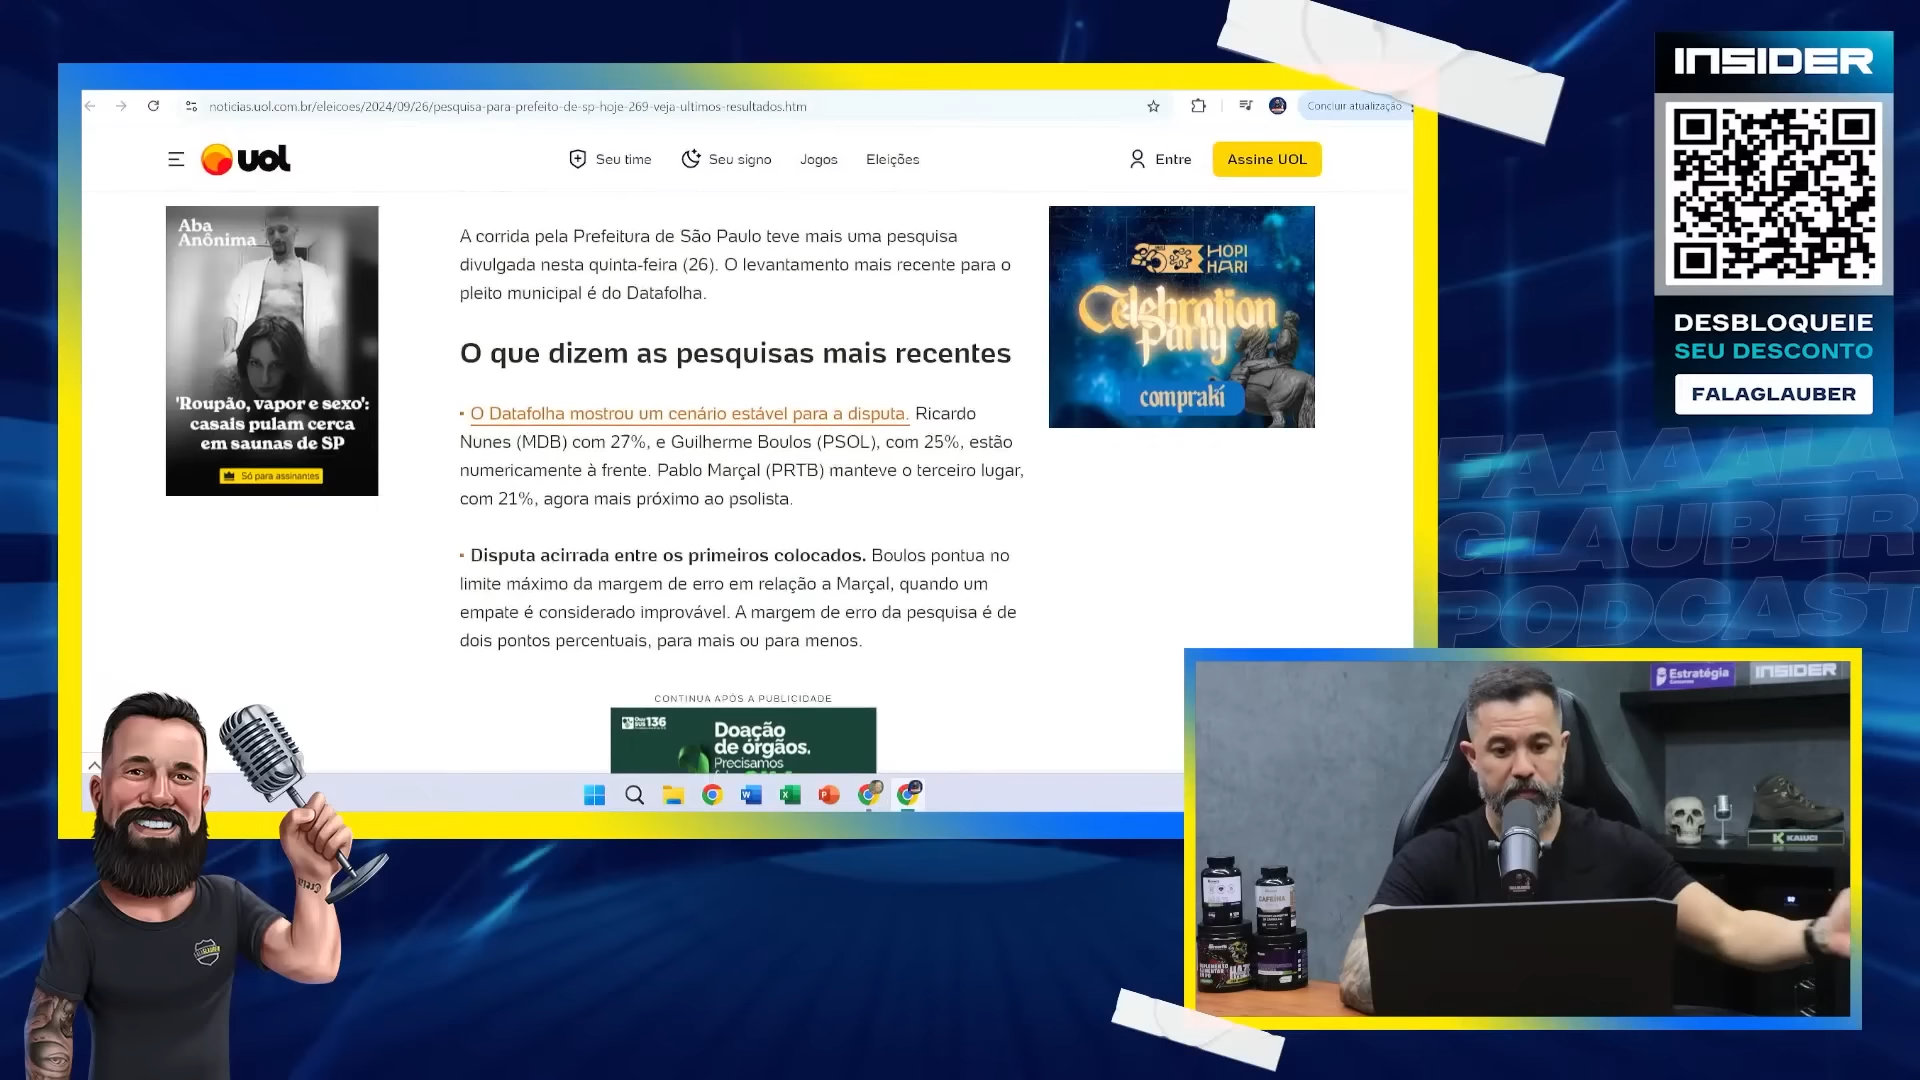 noticias.uol.com.br/eleicoes/2024/09/26/pesquisa-para-prefeito-de-sp-hoje-269-veja-ultimos-resultados.htm
Concluir atualização
UOL
Seu time
Seu signo
Jogos
Eleições
Entre
Assine UOL
Aba
Anônima
'Roupão, vapor e sexo':
casais pulam cerca
em saunas de SP
Só para assinantes
A corrida pela Prefeitura de São Paulo teve mais uma pesquisa
divulgada nesta quinta-feira (26). O levantamento mais recente para o
pleito municipal é do Datafolha.
O que dizem as pesquisas mais recentes
O Datafolha mostrou um cenário estável para a disputa. Ricardo
Nunes (MDB) com 27%, e Guilherme Boulos (PSOL), com 25%, estão
numericamente à frente. Pablo Marçal (PRTB) manteve o terceiro lugar,
com 21%, agora mais próximo ao psolista.
Disputa acirrada entre os primeiros colocados. Boulos pontua no
limite máximo da margem de erro em relação a Marçal, quando um
empate é considerado improvável. A margem de erro da pesquisa é de
dois pontos percentuais, para mais ou para menos.
CONTINUA APÓS A PUBLICIDADE
136
Doação
de órgãos.
Precisamos
HOPI
HARI
Celebration
Party
comprakí
INSIDER
DESBLOQUEIE
SEU DESCONTO
FALAGLAUBER
FAAAALA
GLAUBER
PODCAST
Estratégia
INSIDER
KALUCI
CAFEÍNA